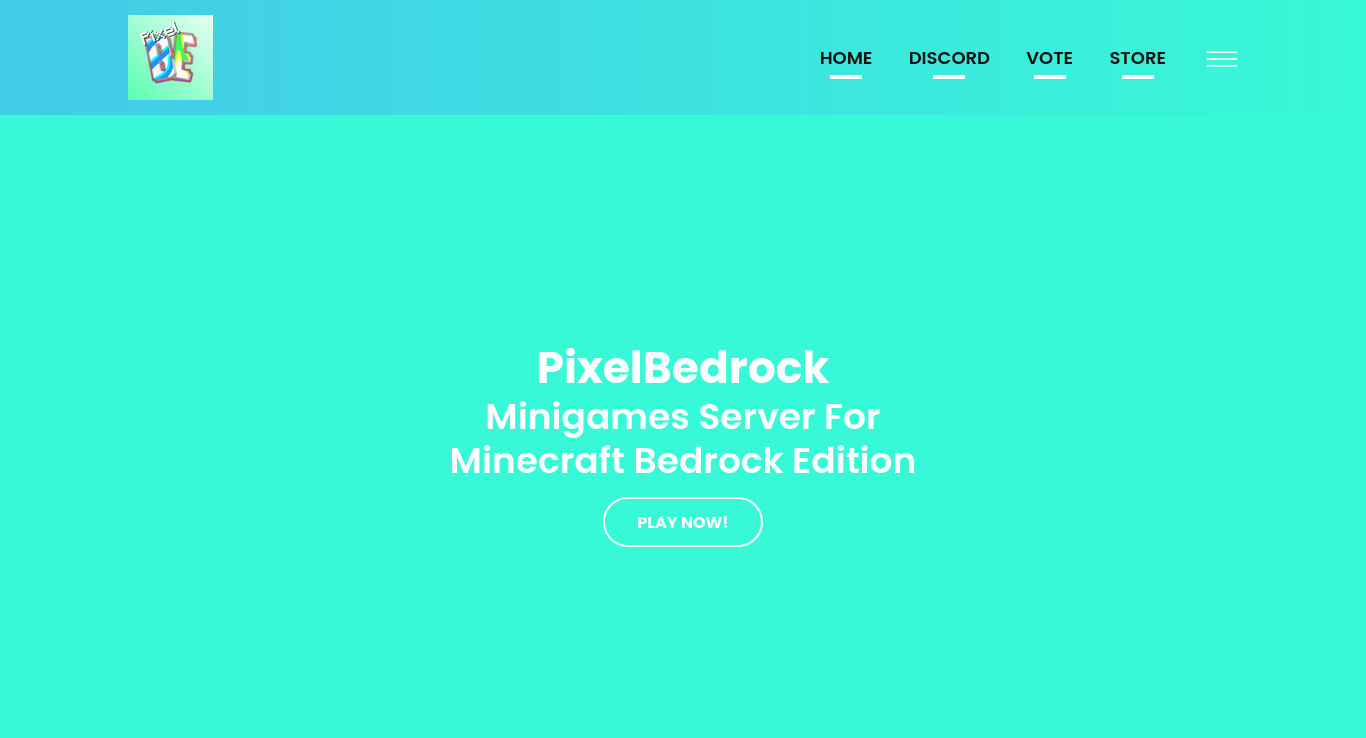 Pixel
BE
HOME DISCORD VOTE STORE
PixelBedrock
Minigames Server For
Minecraft Bedrock Edition
PLAY NOW!